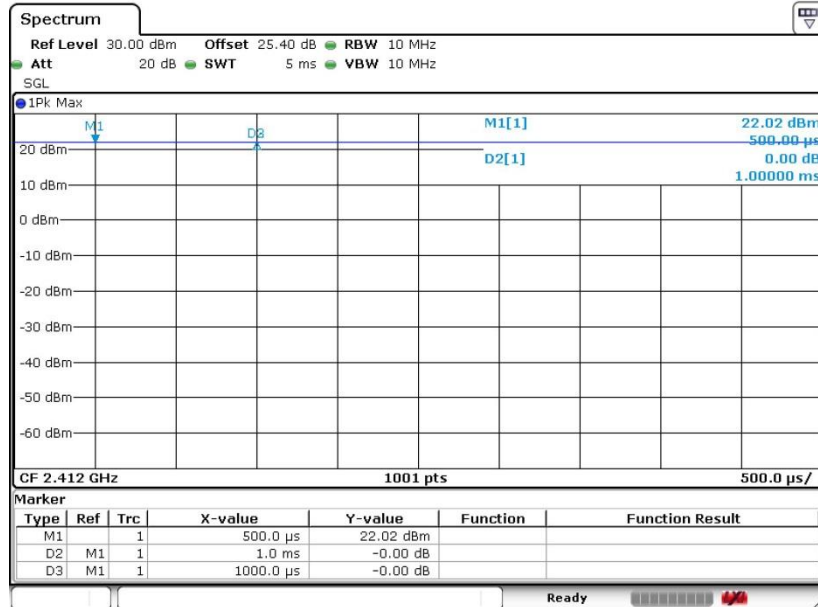 Spectrum
Ref Level 30.00 dBm Offset 25.40 dB RBW 10 MHz
Att 20 dB SWT 5 ms VBW 10 MHz
SGL
1Pk Max
M1 D3 M1[1] 22.02 dBm
500.00 µs
20 dBm D2[1] 0.00 dB
1.00000 ms
10 dBm
0 dBm
-10 dBm
-20 dBm
-30 dBm
-40 dBm
-50 dBm
-60 dBm
CF 2.412 GHz 1001 pts 500.0 µs/
Marker
Type Ref Trc X-value Y-value Function Function Result
M1 1 500.0 µs 22.02 dBm
D2 M1 1 1.0 ms -0.00 dB
D3 M1 1 1000.0 µs -0.00 dB
Ready